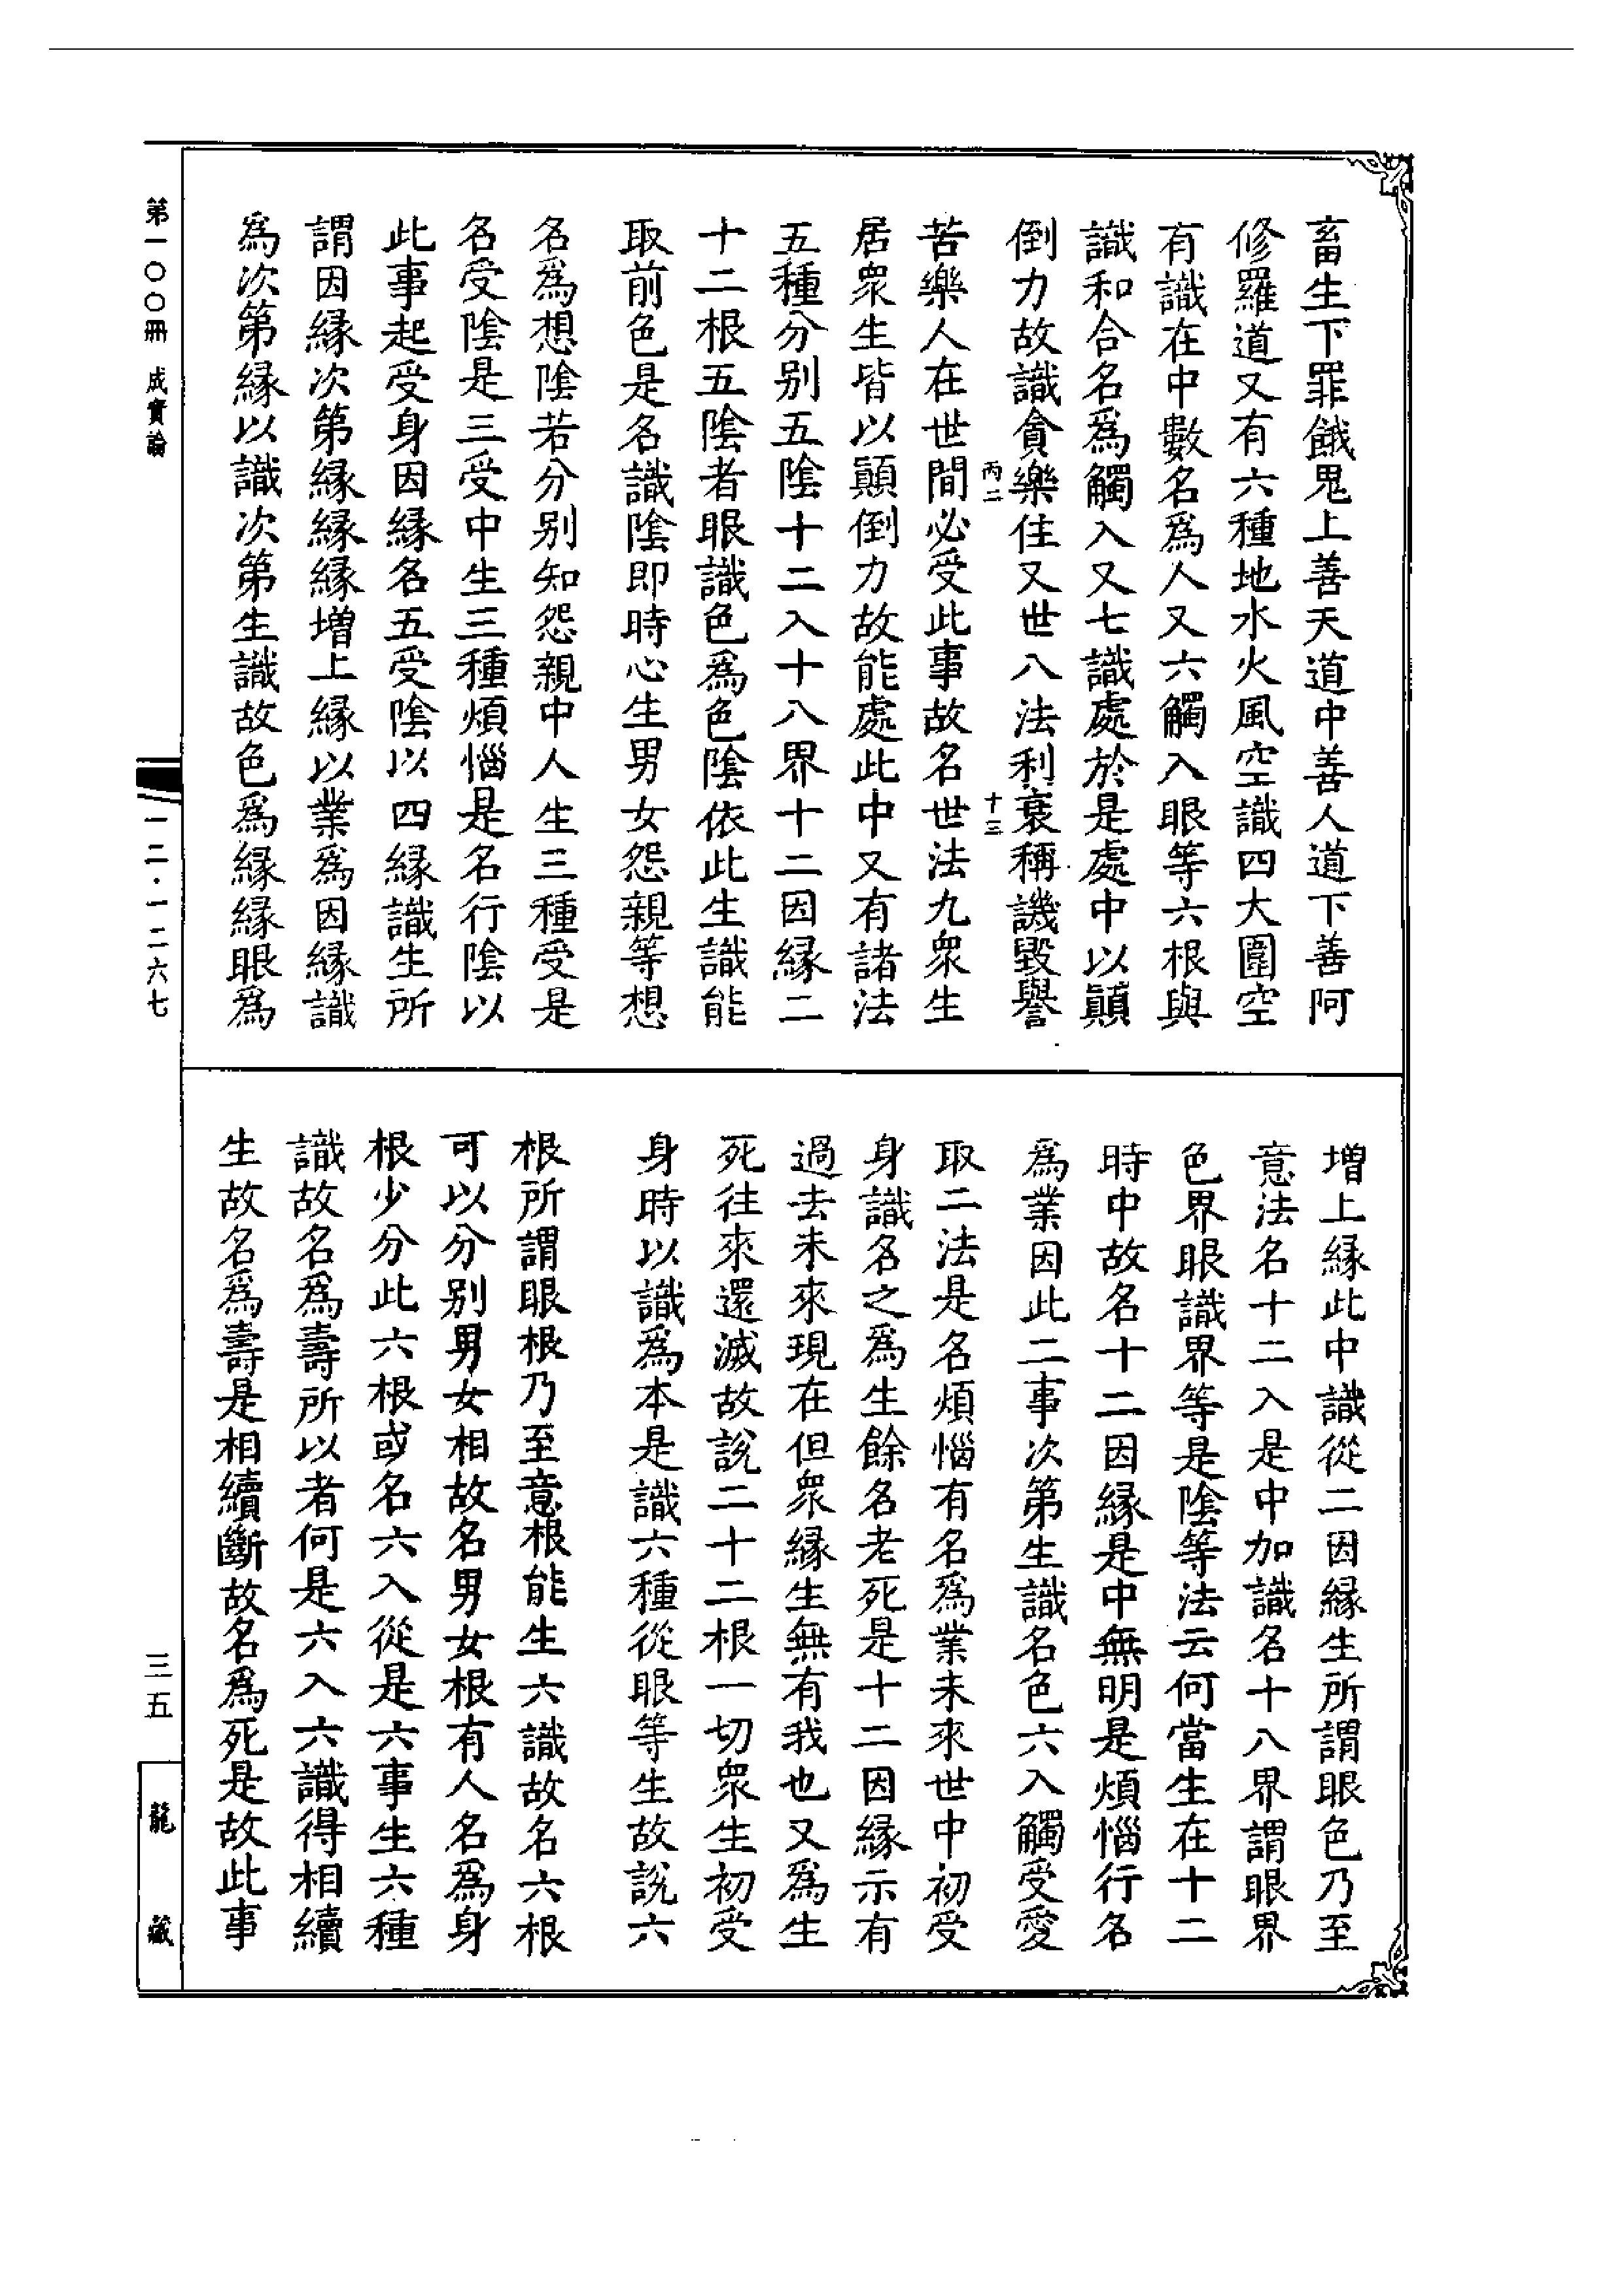 畜生下罪餓鬼上善天道中善人道下善阿
修羅道又有六種地水火風空識四大圍空
有識在中數名爲人又六觸入眼等六根與
識和合名爲觸入又七識處於是處中以顛
倒力故識貪樂住又世八法利衰稱譏毀譽
丙二
十三
苦樂人在世間必受此事故名世法九衆生
居衆生皆以顛倒力故能處此中又有諸法
五種分别五陰十二入十八界十二因縁二
十二根五陰者眼識色爲色陰依此生識能
取前色是名識陰即時心生男女怨親等想
名爲想陰若分别知怨親中人生三種受是
名受陰是三受中生三種煩惱是名行陰以
此事起受身因縁名五受陰以四縁識生所
謂因縁次第縁縁縁增上縁以業爲因縁識
爲次第縁以識次第生識故色爲縁縁眼爲
增上縁此中識從二因縁生所謂眼色乃至
意法名十二入是中加識名十八界謂眼界
色界眼識界等是陰等法云何當生在十二
時中故名十二因縁是中無明是煩惱行名
爲業因此二事次第生識名色六入觸受愛
取二法是名煩惱有名爲業未來世中初受
身識名之爲生餘名老死是十二因縁示有
過去未來現在但衆縁生無有我也又爲生
死往來還滅故說二十二根一切衆生初受
身時以識爲本是識六種從眼等生故說六
根所謂眼根乃至意根能生六識故名六根
可以分别男女相故名男女根有人名爲身
根少分此六根或名六入從是六事生六種
識故名爲壽所以者何是六入六識得相續
生故名爲壽是相續斷故名爲死是故此事
第一〇〇冊 成實論
一二·一二六七
三五
龍藏